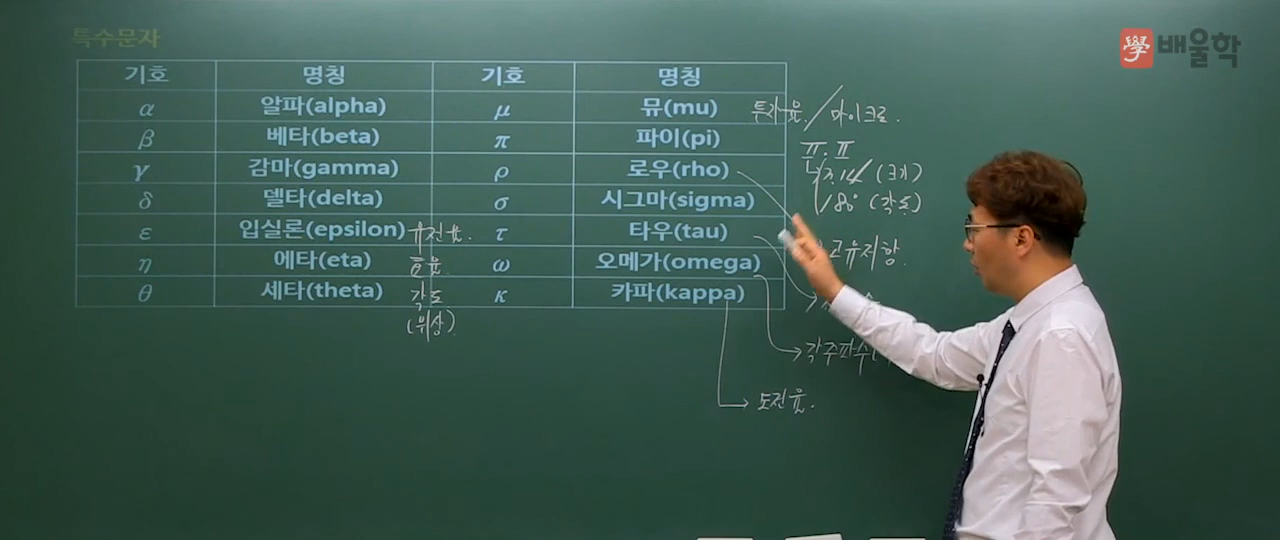 특수문자
學 배울학
기호 명칭 기호 명칭
α 알파(alpha) μ 뮤(mu) 투자율. / 마이크로.
β 베타(beta) π 파이(pi)
γ 감마(gamma) ρ 로우(rho)
δ 델타(delta) σ 시그마(sigma)
ε 입실론(epsilon) 유전율. τ 타우(tau)
η 에타(eta) 효율. ω 오메가(omega)
θ 세타(theta) 각도 κ 카파(kappa)
(위상).
π : π
3.14 (크기)
180° (각도)
고유저항.
각주파수
도전율.